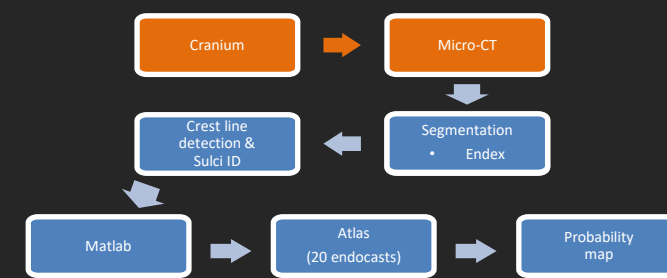 Cranium
Micro-CT
Segmentation
• Endex
Crest line
detection &
Sulci ID
Matlab
Atlas
(20 endocasts)
Probability
map